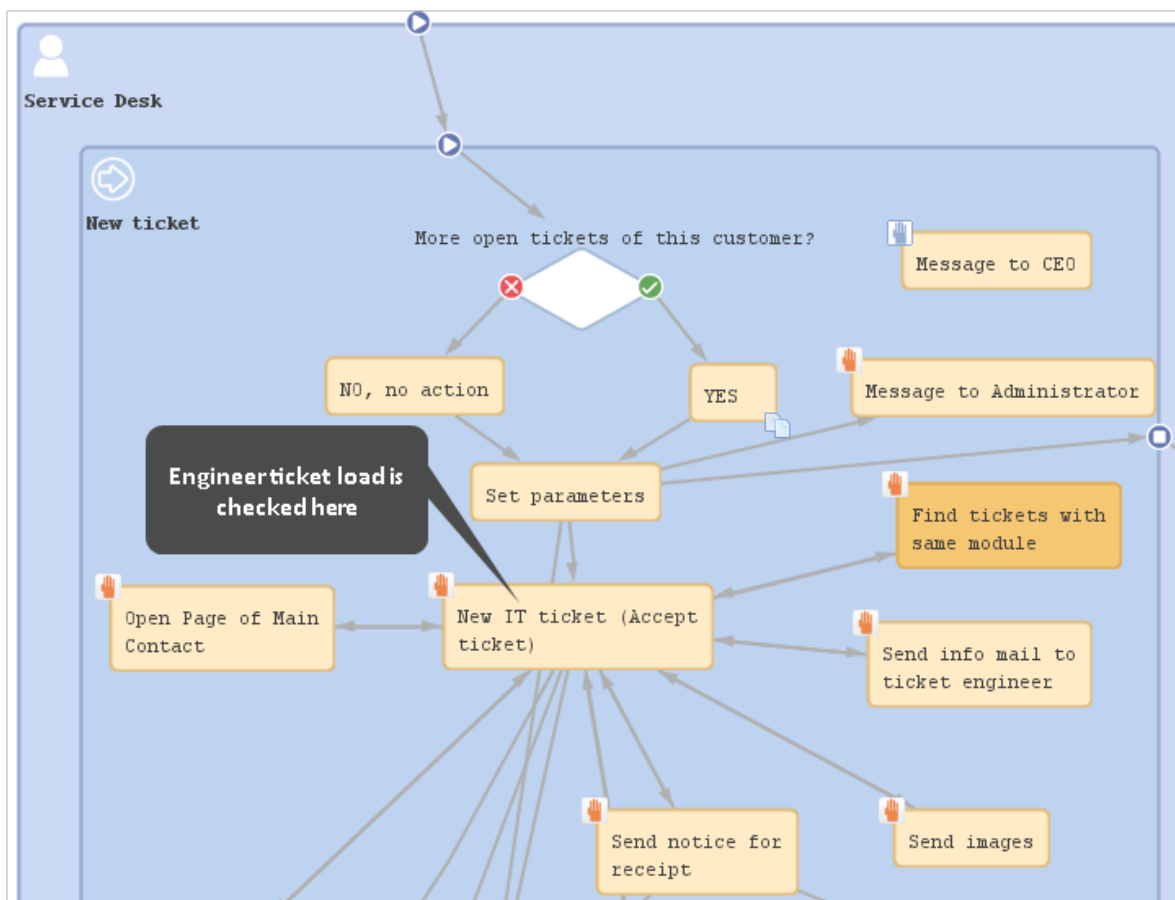 Service Desk
New ticket
More open tickets of this customer?
Message to CEO
NO, no action
YES
Message to Administrator
Engineer ticket load is
checked here
Set parameters
Find tickets with
same module
Open Page of Main
Contact
New IT ticket (Accept
ticket)
Send info mail to
ticket engineer
Send notice for
receipt
Send images